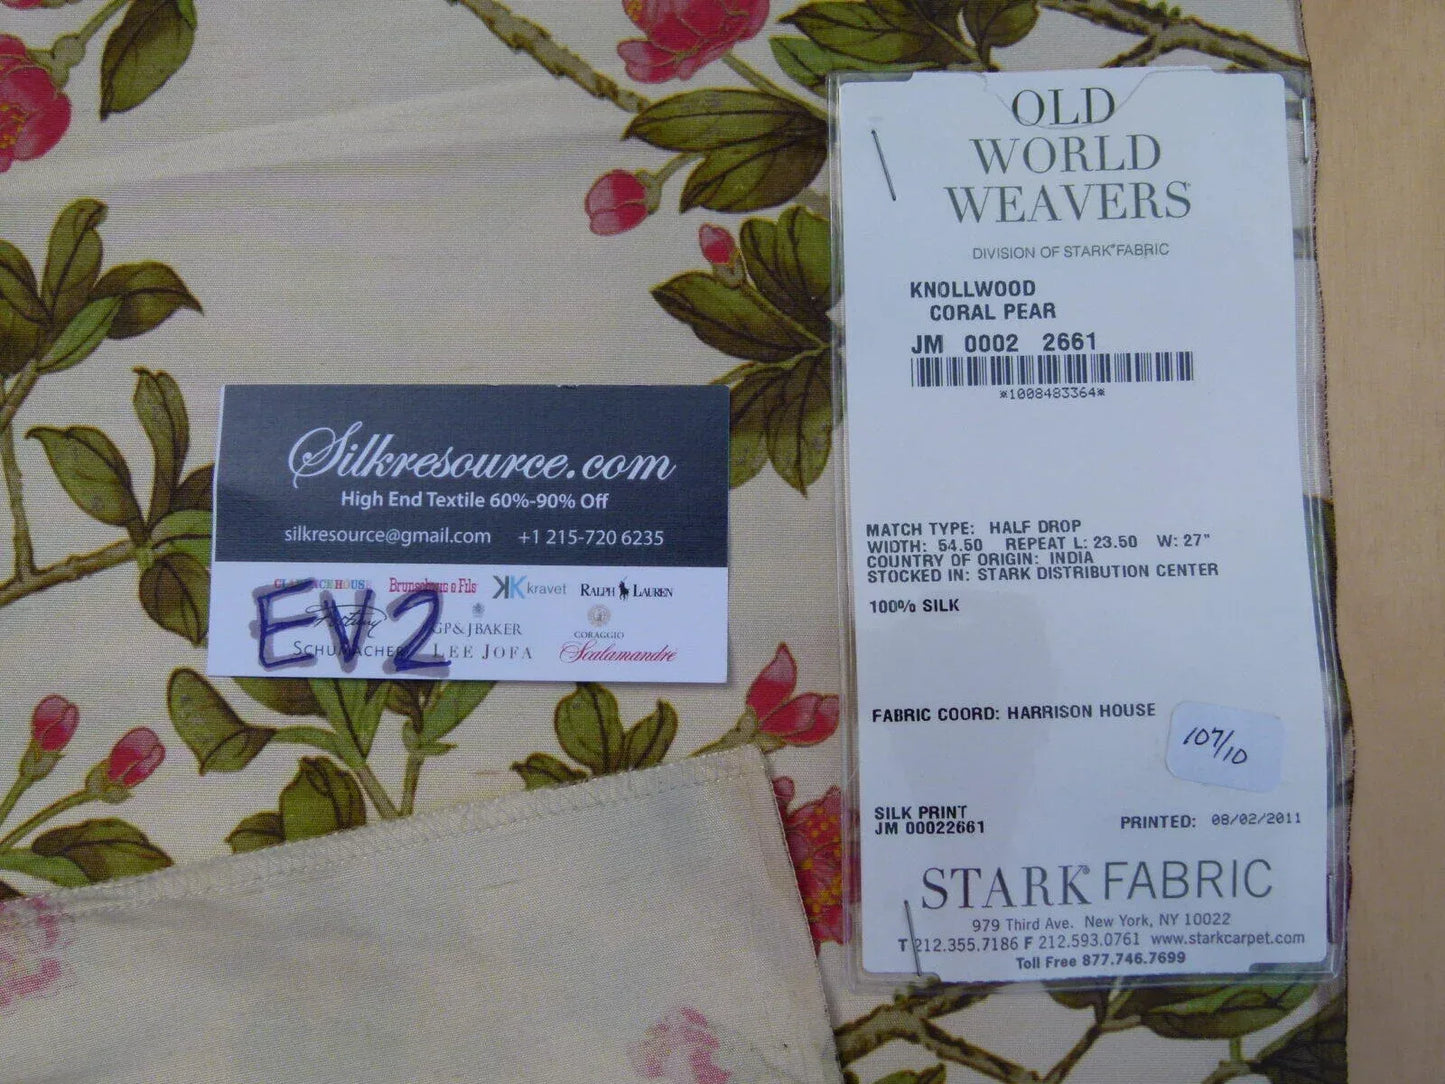 OLD
WORLD
WEAVERS
DIVISION OF STARK® FABRIC
KNOLLWOOD
CORAL PEAR
JM 0002 2661
*1008483364*
MATCH TYPE: HALF DROP
WIDTH: 54.50 REPEAT L: 23.50 W: 27"
COUNTRY OF ORIGIN: INDIA
STOCKED IN: STARK DISTRIBUTION CENTER
100% SILK
FABRIC COORD: HARRISON HOUSE
107/10
SILK PRINT
JM 00022661
PRINTED: 08/02/2011
STARK® FABRIC
979 Third Ave. New York, NY 10022
T 212.355.7186 F 212.593.0761 www.starkcarpet.com
Toll Free 877.746.7699
Silkresource.com
High End Textile 60%-90% Off
silkresource@gmail.com +1 215-720 6235
CLARENCE HOUSE Brunschwig & Fils kravet RALPH LAUREN
EV2
GP & J BAKER
CORAGGIO
SCHUMACHER LEE JOFA Scalamandré